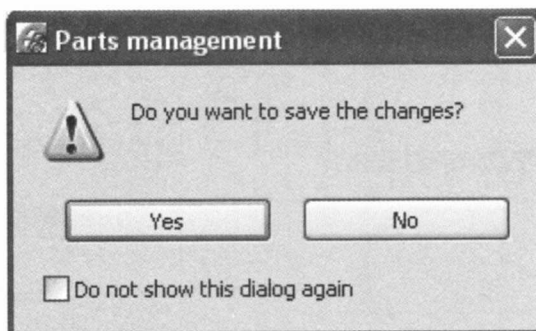 Parts management
Do you want to save the changes?
Yes
No
Do not show this dialog again